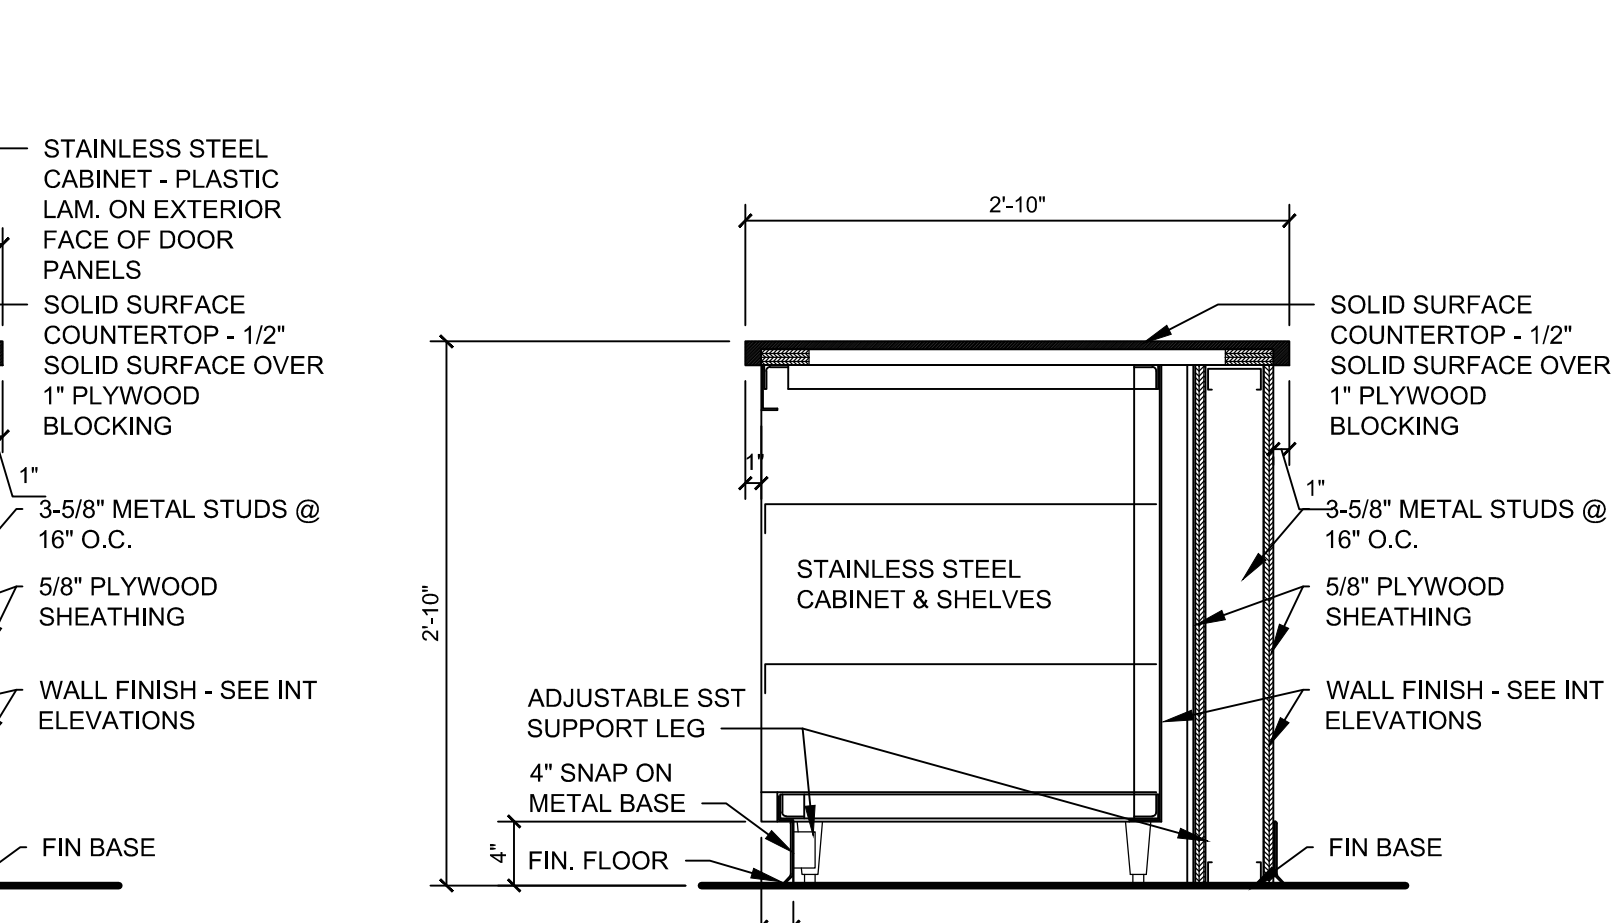 STAINLESS STEEL
CABINET - PLASTIC
LAM. ON EXTERIOR
FACE OF DOOR
PANELS
SOLID SURFACE
COUNTERTOP - 1/2"
SOLID SURFACE OVER
1" PLYWOOD
BLOCKING
1"
3-5/8" METAL STUDS @
16" O.C.
5/8" PLYWOOD
SHEATHING
WALL FINISH - SEE INT
ELEVATIONS
FIN BASE
2'-10"
2'-10"
1"
STAINLESS STEEL
CABINET & SHELVES
ADJUSTABLE SST
SUPPORT LEG
4" SNAP ON
METAL BASE
4"
FIN. FLOOR
SOLID SURFACE
COUNTERTOP - 1/2"
SOLID SURFACE OVER
1" PLYWOOD
BLOCKING
1"
3-5/8" METAL STUDS @
16" O.C.
5/8" PLYWOOD
SHEATHING
WALL FINISH - SEE INT
ELEVATIONS
FIN BASE